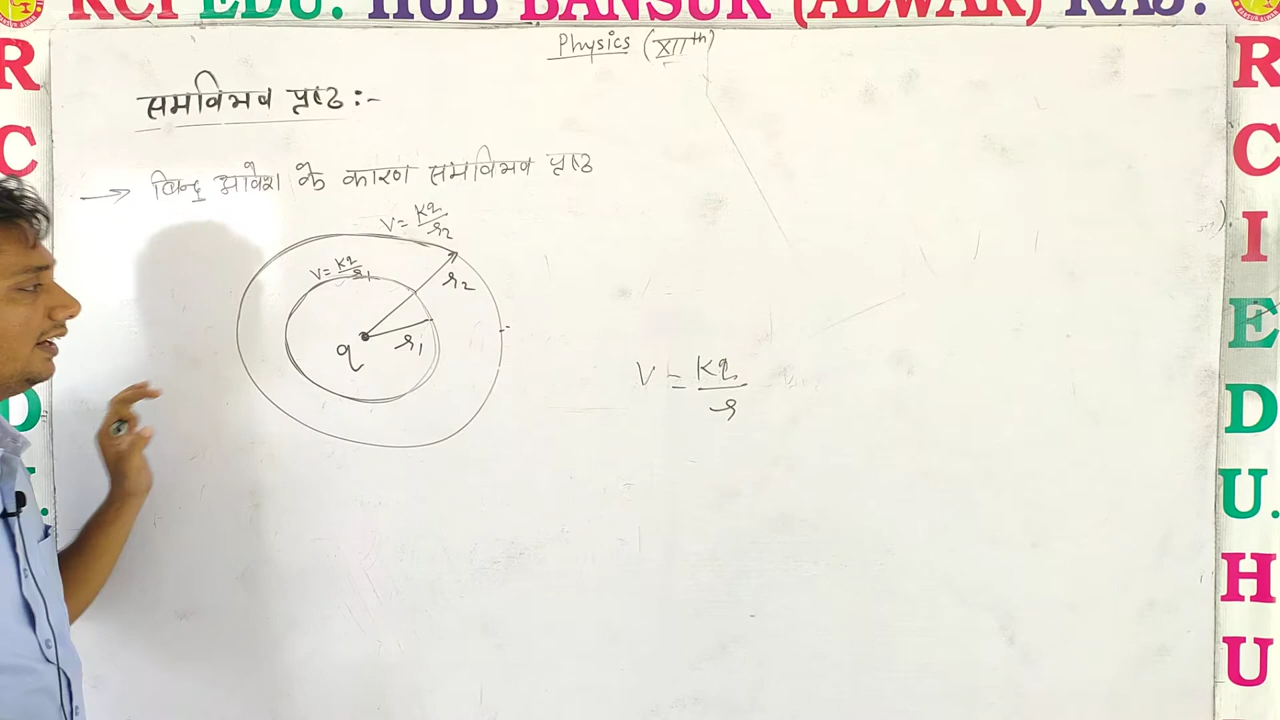 RCI EDU. HUB BANSUR (ALWAR) RAJ.
Physics (XIIth)
समविभव पृष्ठ :-
→ बिन्दु आवेश के कारण समविभव पृष्ठ
V = Kq/r2
V = Kq/r1
r2
r1
q
V = Kq/r
R
C
D
R
C
I
E
D
U.
H
U